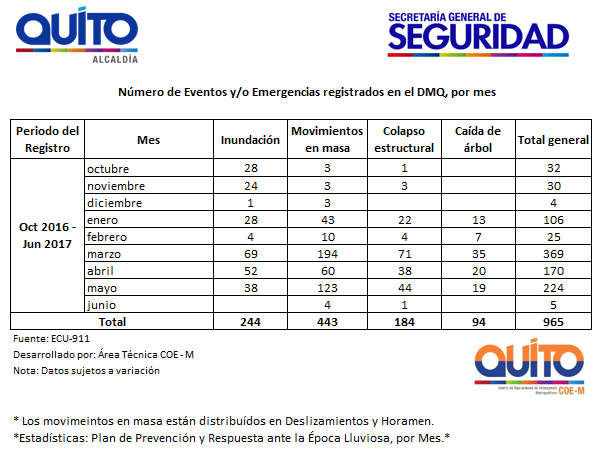 QUITO
ALCALDÍA
SECRETARÍA GENERAL DE
SEGURIDAD
Número de Eventos y/o Emergencias registrados en el DMQ, por mes
Periodo del Registro Mes Inundación Movimientos en masa Colapso estructural Caída de árbol Total general
Oct 2016 - Jun 2017
octubre 28 3 1 32
noviembre 24 3 3 30
diciembre 1 3 4
enero 28 43 22 13 106
febrero 4 10 4 7 25
marzo 69 194 71 35 369
abril 52 60 38 20 170
mayo 38 123 44 19 224
junio 4 1 5
Total 244 443 184 94 965
Fuente: ECU-911
Desarrollado por: Área Técnica COE - M
Nota: Datos sujetos a variación
QUITO
COE-M
Centro de Operaciones de Emergencia
Metropolitano
* Los movimeintos en masa están distribuídos en Deslizamientos y Horamen.
*Estadísticas: Plan de Prevención y Respuesta ante la Época Lluviosa, por Mes.*